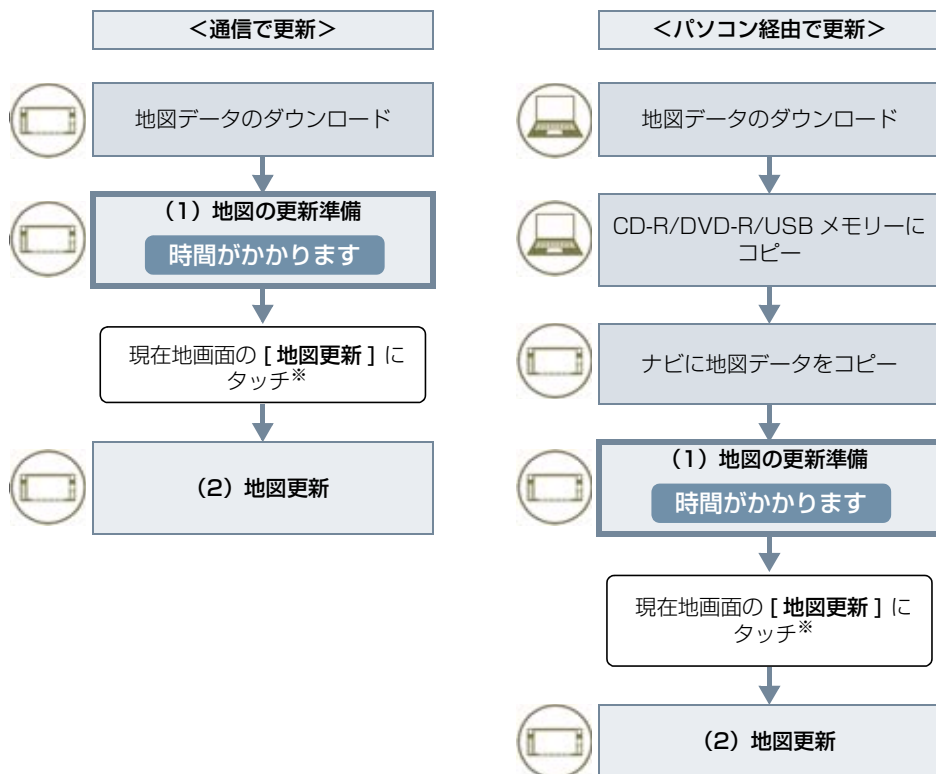 ＜通信で更新＞
地図データのダウンロード
（1）地図の更新準備
時間がかかります
現在地画面の [ 地図更新 ] に
タッチ※
（2）地図更新
＜パソコン経由で更新＞
地図データのダウンロード
CD-R/DVD-R/USB メモリーに
コピー
ナビに地図データをコピー
（1）地図の更新準備
時間がかかります
現在地画面の [ 地図更新 ] に
タッチ※
（2）地図更新